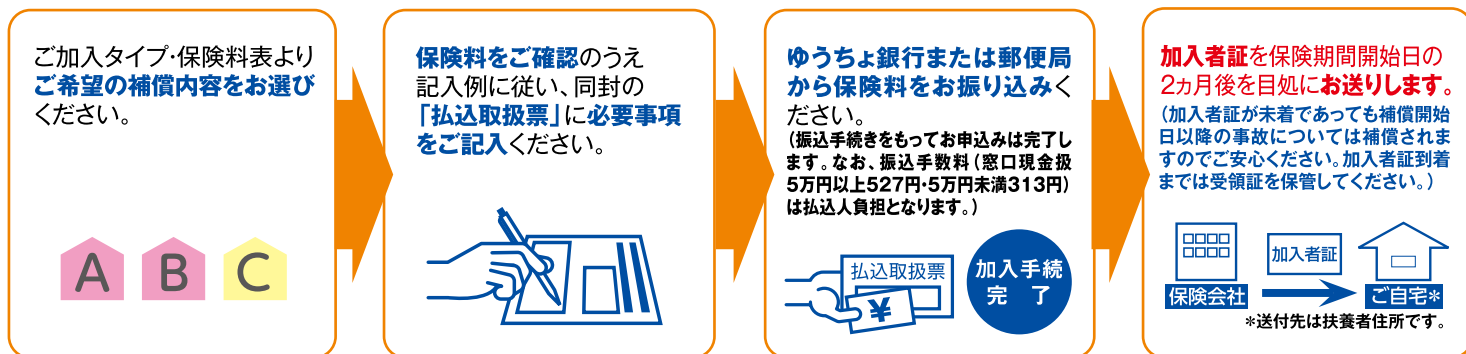 ご加入タイプ・保険料表より
ご希望の補償内容をお選び
ください。
A B C
保険料をご確認のうえ
記入例に従い、同封の
「払込取扱票」に必要事項
をご記入ください。
ゆうちょ銀行または郵便局
から保険料をお振り込みく
ださい。
(振込手続きをもってお申込みは完了し
ます。なお、振込手数料(窓口現金扱
5万円以上527円・5万円未満313円)
は払込人負担となります。)
払込取扱票
¥
加入手続
完 了
加入者証を保険期間開始日の
2ヵ月後を目処にお送りします。
(加入者証が未着であっても補償開始
日以降の事故については補償されま
すのでご安心ください。加入者証到着
までは受領証を保管してください。)
加入者証
保険会社
ご自宅*
*送付先は扶養者住所です。